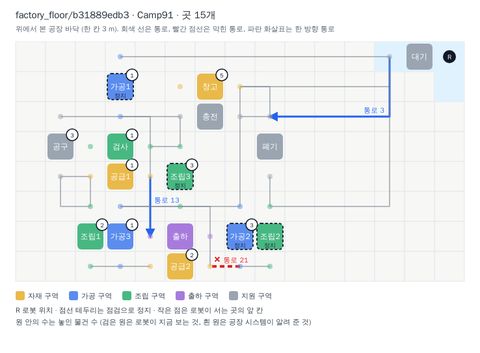 factory_floor/b31889edb3 · Camp91 · 곳 15개
위에서 본 공장 바닥 (한 칸 3 m). 회색 선은 통로, 빨간 점선은 막힌 통로, 파란 화살표는 한 방향 통로
대기
R
가공1
정지
1
창고
5
충전
통로 3
공구
3
검사
1
폐기
공급1
1
조립3
정지
3
통로 13
조립1
2
가공3
1
출하
가공2
정지
3
조립2
정지
공급2
2
✕ 통로 21
자재 구역
가공 구역
조립 구역
출하 구역
지원 구역
R 로봇 위치 · 점선 테두리는 점검으로 정지 · 작은 점은 로봇이 서는 곳의 앞 칸
원 안의 수는 놓인 물건 수 (검은 원은 로봇이 지금 보는 것, 흰 원은 공장 시스템이 알려 준 것)